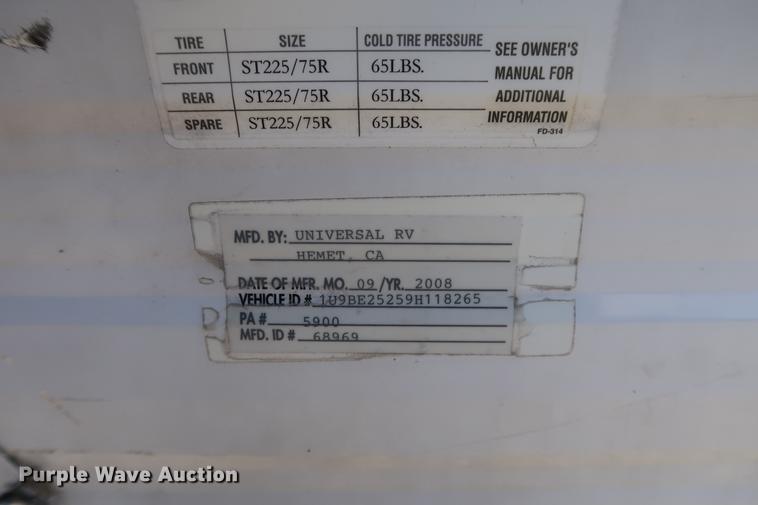 TIRE SIZE COLD TIRE PRESSURE SEE OWNER'S
FRONT ST225/75R 65LBS. MANUAL FOR
REAR ST225/75R 65LBS. ADDITIONAL
SPARE ST225/75R 65LBS. INFORMATION
FD-314
MFD. BY: UNIVERSAL RV
HEMET, CA
DATE OF MFR. MO. 09 /YR. 2008
VEHICLE ID # 1U9BE25259H118265
PA # 5900
MFD. ID # 68969
Purple Wave Auction